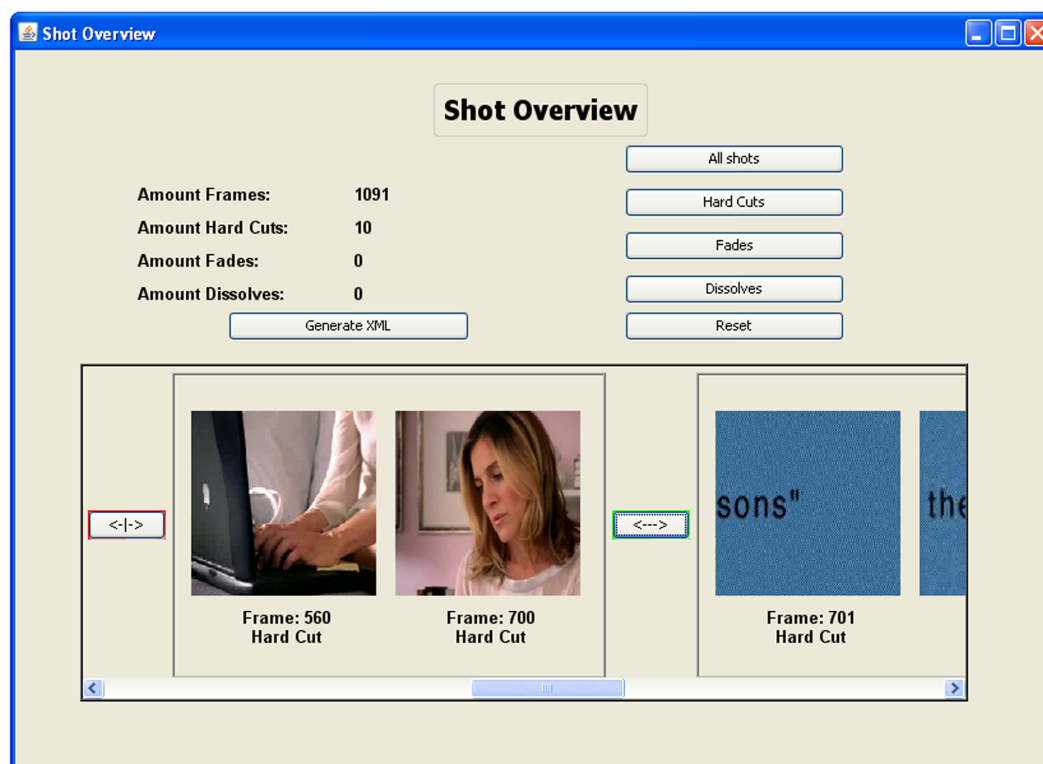 Shot Overview
Shot Overview
All shots
Amount Frames: 1091
Hard Cuts
Amount Hard Cuts: 10
Fades
Amount Fades: 0
Dissolves
Amount Dissolves: 0
Generate XML
Reset
<-|->
<--->
sons"
the
Frame: 560
Hard Cut
Frame: 700
Hard Cut
Frame: 701
Hard Cut